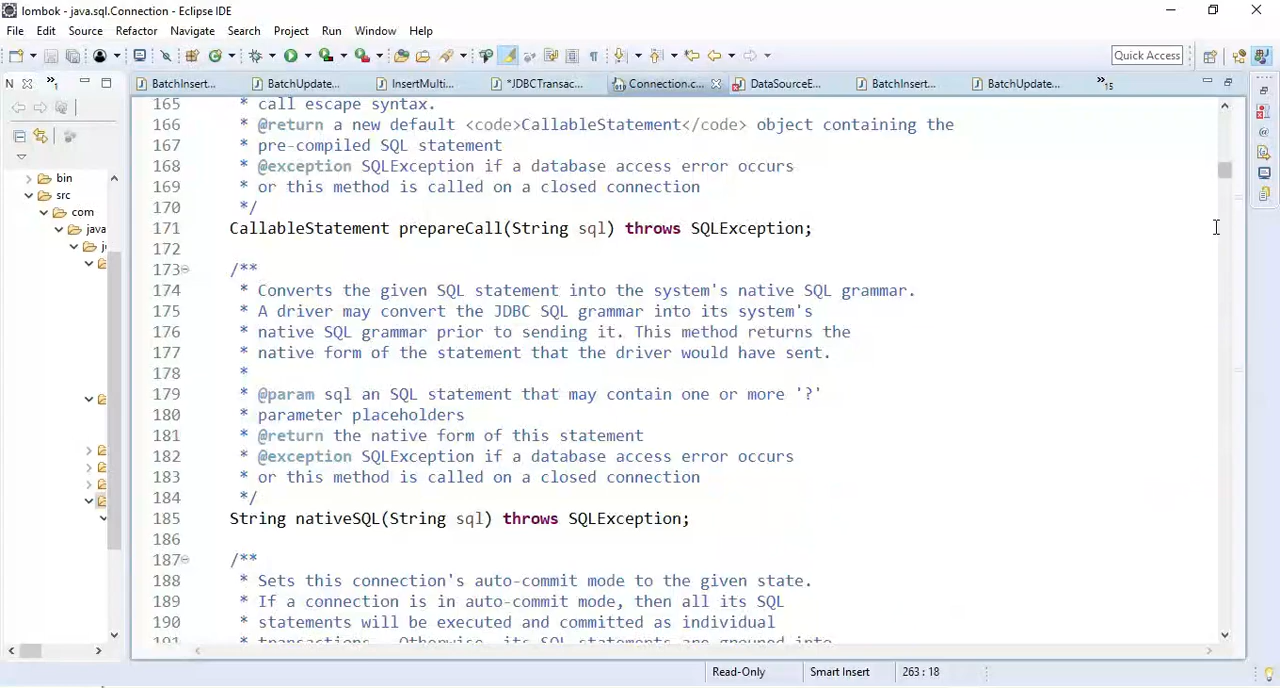 lombok - java.sql.Connection - Eclipse IDE
File Edit Source Refactor Navigate Search Project Run Window Help
Quick Access
N
1
BatchInsert... BatchUpdate... InsertMulti... *JDBCTransac... Connection.c... DataSourceE... BatchInsert... BatchUpdate... 15
bin
src
com
java
165 * call escape syntax.
166 * @return a new default <code>CallableStatement</code> object containing the
167 * pre-compiled SQL statement
168 * @exception SQLException if a database access error occurs
169 * or this method is called on a closed connection
170 */
171 CallableStatement prepareCall(String sql) throws SQLException;
172
173 /**
174 * Converts the given SQL statement into the system's native SQL grammar.
175 * A driver may convert the JDBC SQL grammar into its system's
176 * native SQL grammar prior to sending it. This method returns the
177 * native form of the statement that the driver would have sent.
178 *
179 * @param sql an SQL statement that may contain one or more '?'
180 * parameter placeholders
181 * @return the native form of this statement
182 * @exception SQLException if a database access error occurs
183 * or this method is called on a closed connection
184 */
185 String nativeSQL(String sql) throws SQLException;
186
187 /**
188 * Sets this connection's auto-commit mode to the given state.
189 * If a connection is in auto-commit mode, then all its SQL
190 * statements will be executed and committed as individual
191 * transactions. Otherwise, its SQL statements are grouped into
Read-Only Smart Insert 263 : 18